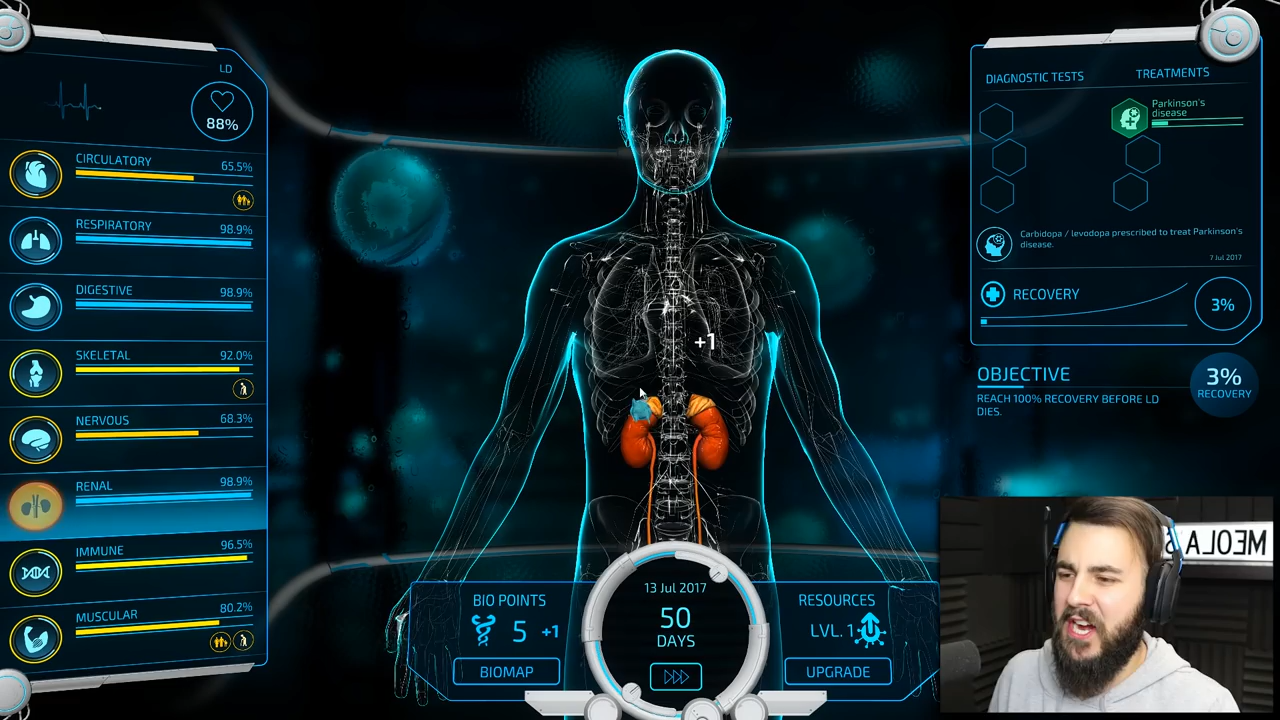 LD
88%
CIRCULATORY 65.5%
RESPIRATORY 98.9%
DIGESTIVE 98.9%
SKELETAL 92.0%
NERVOUS 68.3%
RENAL 98.9%
IMMUNE 96.5%
MUSCULAR 80.2%
+1
DIAGNOSTIC TESTS TREATMENTS
Parkinson's
disease
Carbidopa / levodopa prescribed to treat Parkinson's
disease.
7 Jul 2017
RECOVERY 3%
OBJECTIVE
REACH 100% RECOVERY BEFORE LD
DIES.
3%
RECOVERY
BIO POINTS
5 +1
BIOMAP
13 Jul 2017
50
DAYS
RESOURCES
LVL. 1
UPGRADE